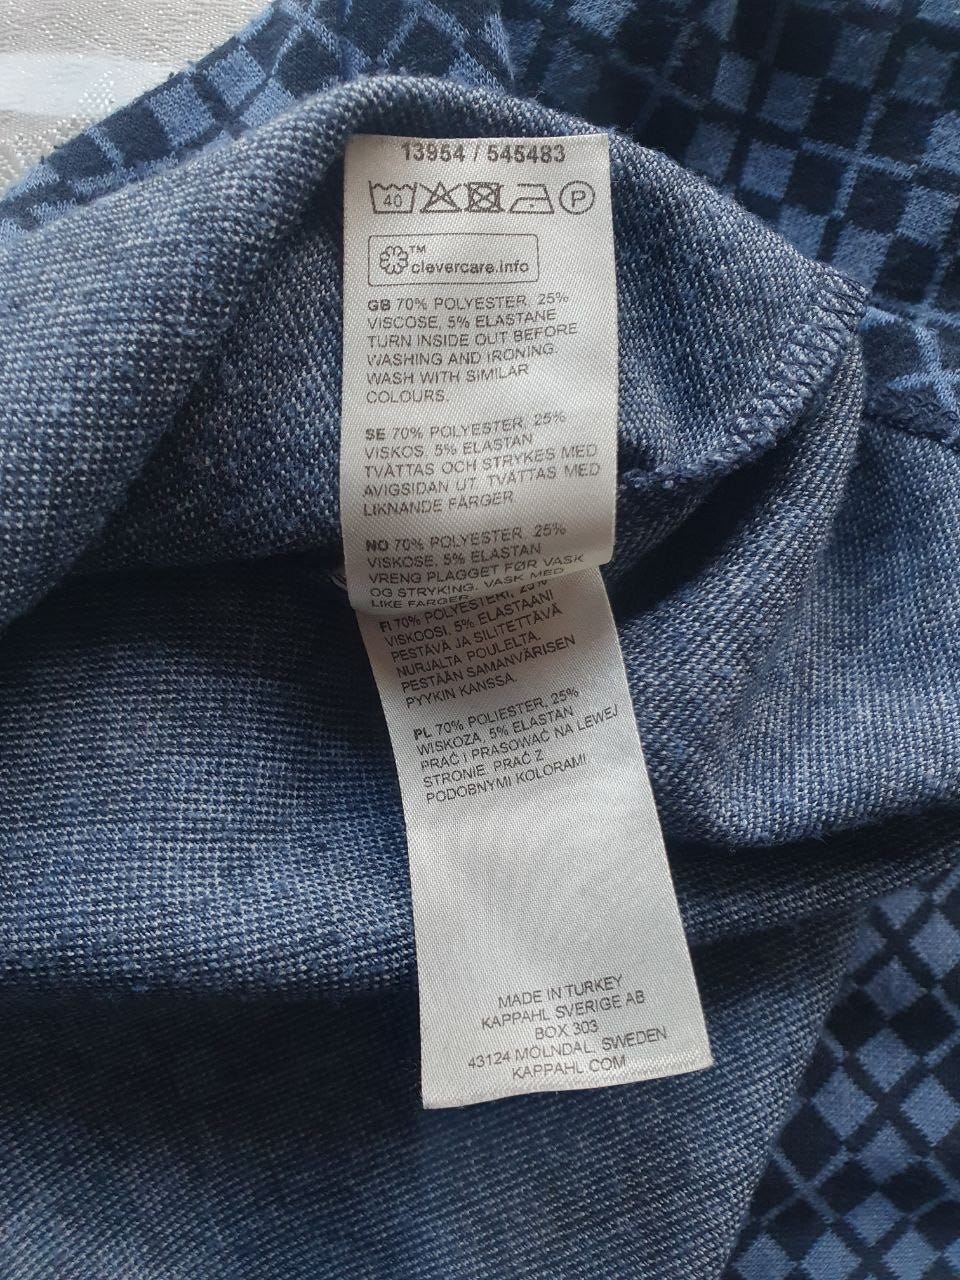 13954 / 545483
40 P
™
clevercare.info
GB 70% POLYESTER, 25%
VISCOSE, 5% ELASTANE
TURN INSIDE OUT BEFORE
WASHING AND IRONING.
WASH WITH SIMILAR
COLOURS.
SE 70% POLYESTER, 25%
VISKOS, 5% ELASTAN
TVÄTTAS OCH STRYKES MED
AVIGSIDAN UT. TVÄTTAS MED
LIKNANDE FÄRGER.
NO 70% POLYESTER, 25%
VISKOSE, 5% ELASTAN
VRENG PLAGGET FØR VASK
OG STRYKING. VASK MED
LIKE FARGER.
FI 70% POLYESTERI, 25%
VISKOOSI, 5% ELASTAANI
PESTÄVÄ JA SILITETTÄVÄ
NURJALTA PUOLELTA.
PESTÄÄN SAMANVÄRISEN
PYYKIN KANSSA.
PL 70% POLIESTER, 25%
WISKOZA, 5% ELASTAN
PRAĆ I PRASOWAĆ NA LEWEJ
STRONIE. PRAĆ Z
PODOBNYMI KOLORAMI
MADE IN TURKEY
KAPPAHL SVERIGE AB
BOX 303
43124 MÖLNDAL, SWEDEN
KAPPAHL.COM